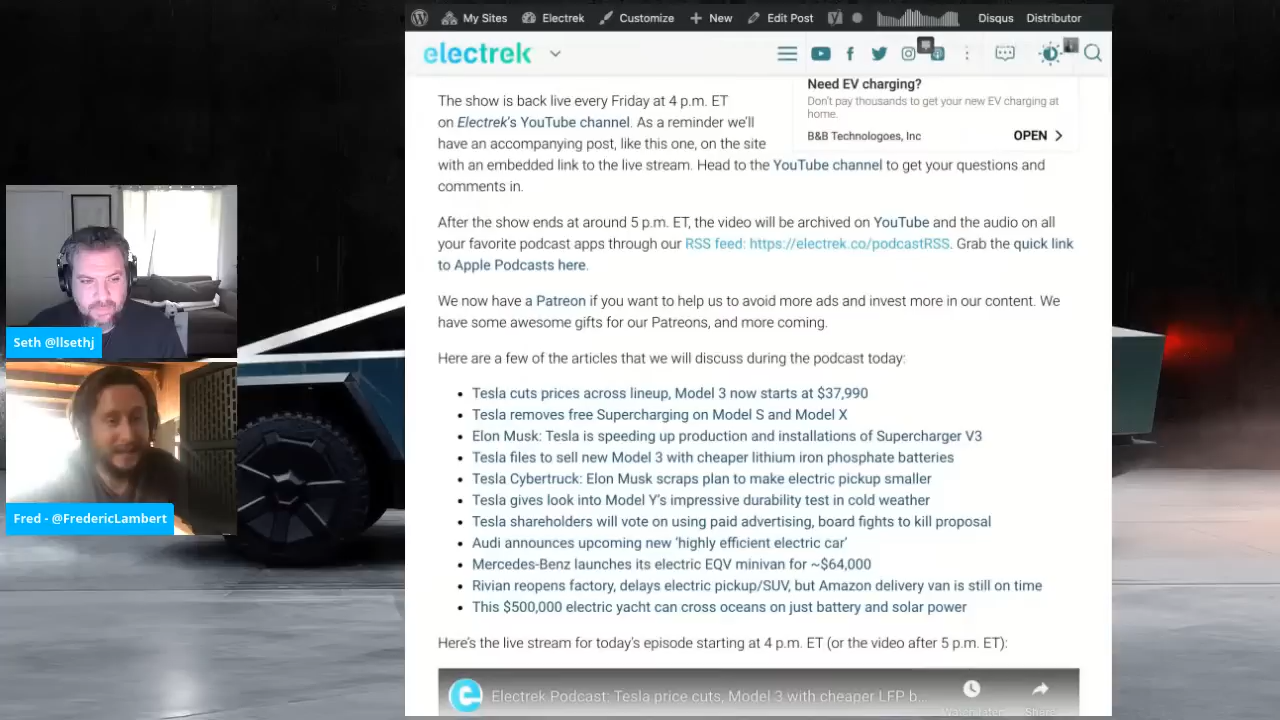 My Sites
Electrek
Customize
New
Edit Post
Disqus
Distributor
electrek
Need EV charging?
Don't pay thousands to get your new EV charging at
home.
B&B Technologoes, Inc
OPEN
The show is back live every Friday at 4 p.m. ET
on Electrek's YouTube channel. As a reminder we'll
have an accompanying post, like this one, on the site
with an embedded link to the live stream. Head to the YouTube channel to get your questions and
comments in.
After the show ends at around 5 p.m. ET, the video will be archived on YouTube and the audio on all
your favorite podcast apps through our RSS feed: https://electrek.co/podcastRSS. Grab the quick link
to Apple Podcasts here.
We now have a Patreon if you want to help us to avoid more ads and invest more in our content. We
have some awesome gifts for our Patreons, and more coming.
Here are a few of the articles that we will discuss during the podcast today:
Tesla cuts prices across lineup, Model 3 now starts at $37,990
Tesla removes free Supercharging on Model S and Model X
Elon Musk: Tesla is speeding up production and installations of Supercharger V3
Tesla files to sell new Model 3 with cheaper lithium iron phosphate batteries
Tesla Cybertruck: Elon Musk scraps plan to make electric pickup smaller
Tesla gives look into Model Y's impressive durability test in cold weather
Tesla shareholders will vote on using paid advertising, board fights to kill proposal
Audi announces upcoming new 'highly efficient electric car'
Mercedes-Benz launches its electric EQV minivan for ~$64,000
Rivian reopens factory, delays electric pickup/SUV, but Amazon delivery van is still on time
This $500,000 electric yacht can cross oceans on just battery and solar power
Here's the live stream for today's episode starting at 4 p.m. ET (or the video after 5 p.m. ET):
Electrek Podcast: Tesla price cuts, Model 3 with cheaper LFP b...
Watch later
Share
Seth @llsethj
Fred - @FredericLambert